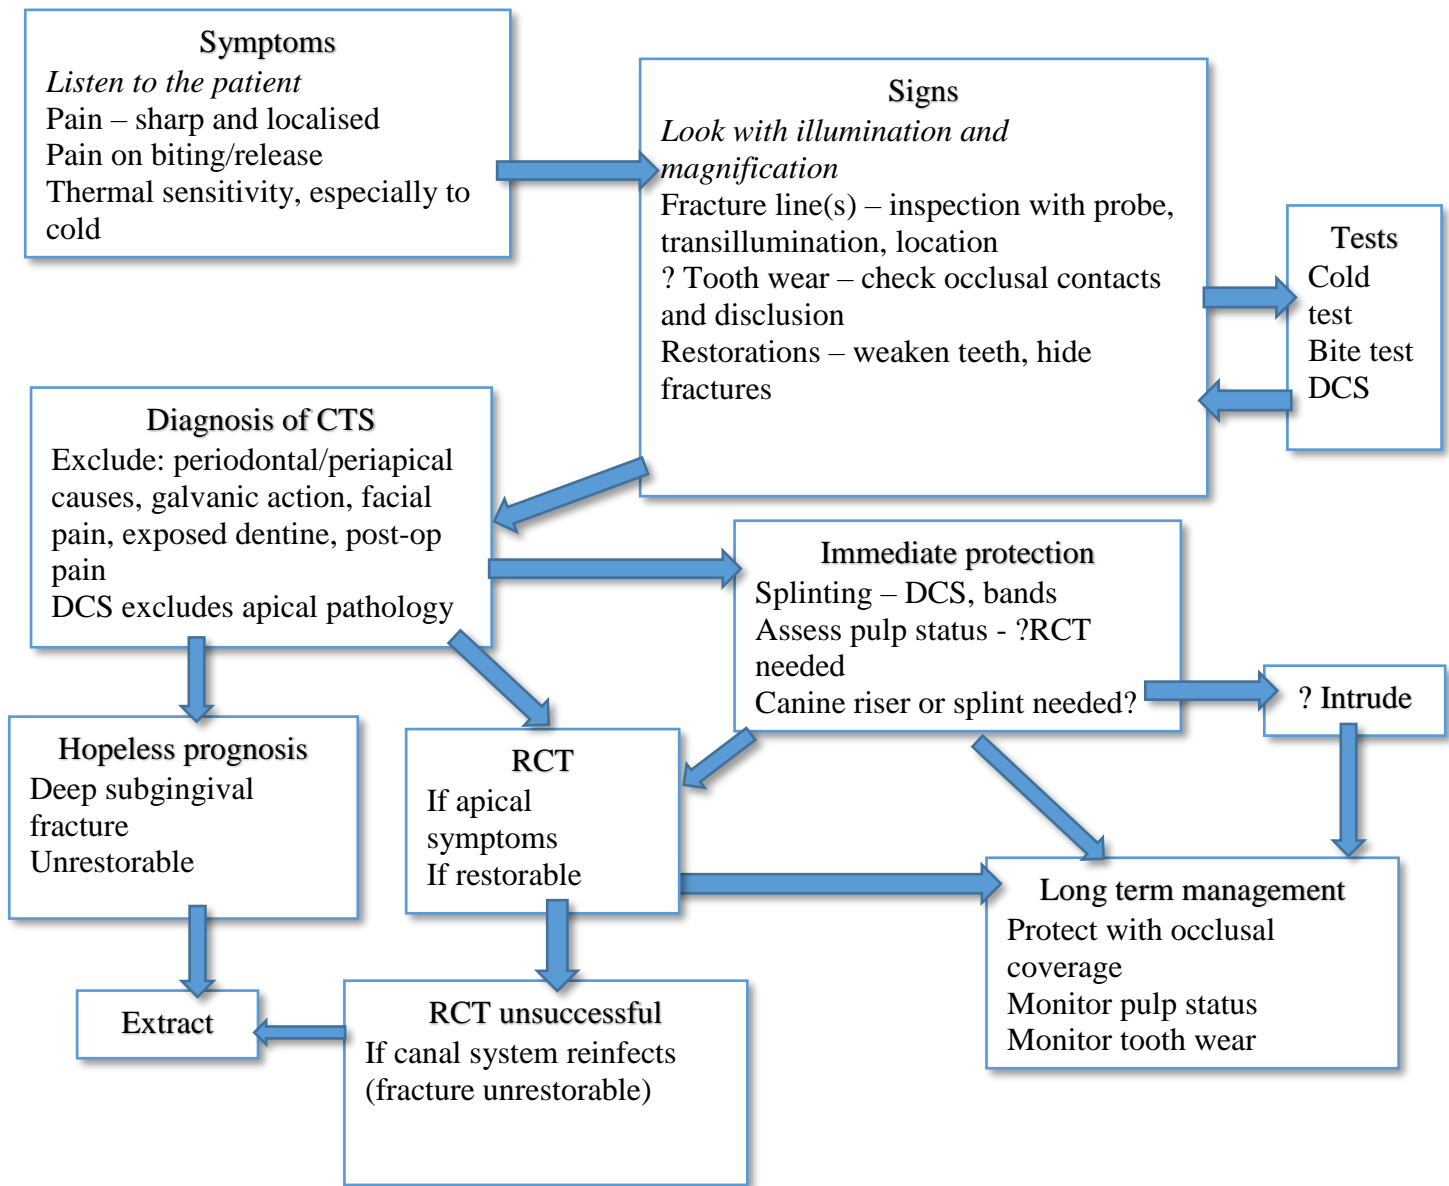 Symptoms
Listen to the patient
Pain – sharp and localised
Pain on biting/release
Thermal sensitivity, especially to
cold
Signs
Look with illumination and
magnification
Fracture line(s) – inspection with probe,
transillumination, location
? Tooth wear – check occlusal contacts
and disclusion
Restorations – weaken teeth, hide
fractures
Tests
Cold
test
Bite test
DCS
Diagnosis of CTS
Exclude: periodontal/periapical
causes, galvanic action, facial
pain, exposed dentine, post-op
pain
DCS excludes apical pathology
Immediate protection
Splinting – DCS, bands
Assess pulp status - ?RCT
needed
Canine riser or splint needed?
? Intrude
Hopeless prognosis
Deep subgingival
fracture
Unrestorable
RCT
If apical
symptoms
If restorable
Long term management
Protect with occlusal
coverage
Monitor pulp status
Monitor tooth wear
Extract
RCT unsuccessful
If canal system reinfects
(fracture unrestorable)